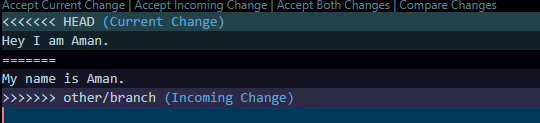 Accept Current Change | Accept Incoming Change | Accept Both Changes | Compare Changes
<<<<<<< HEAD (Current Change)
Hey I am Aman.
=======
My name is Aman.
>>>>>>> other/branch (Incoming Change)